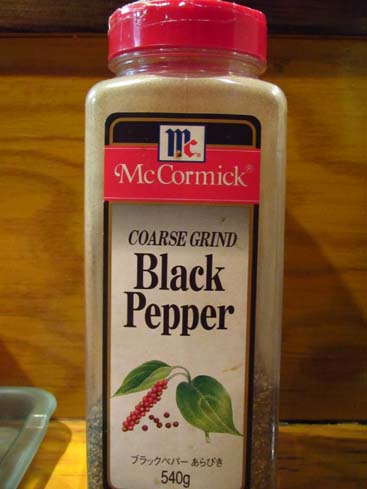 Mc
McCormick®
COARSE GRIND
Black
Pepper
ブラックペパー あらびき
540g